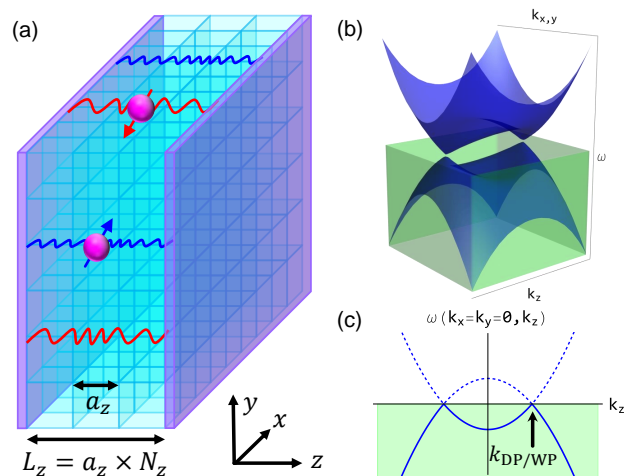 (a)
a_z
L_z = a_z × N_z
y
x
z
(b)
k_{x,y}
ω
k_z
(c)
ω(k_x=k_y=0,k_z)
k_z
k_{DP/WP}